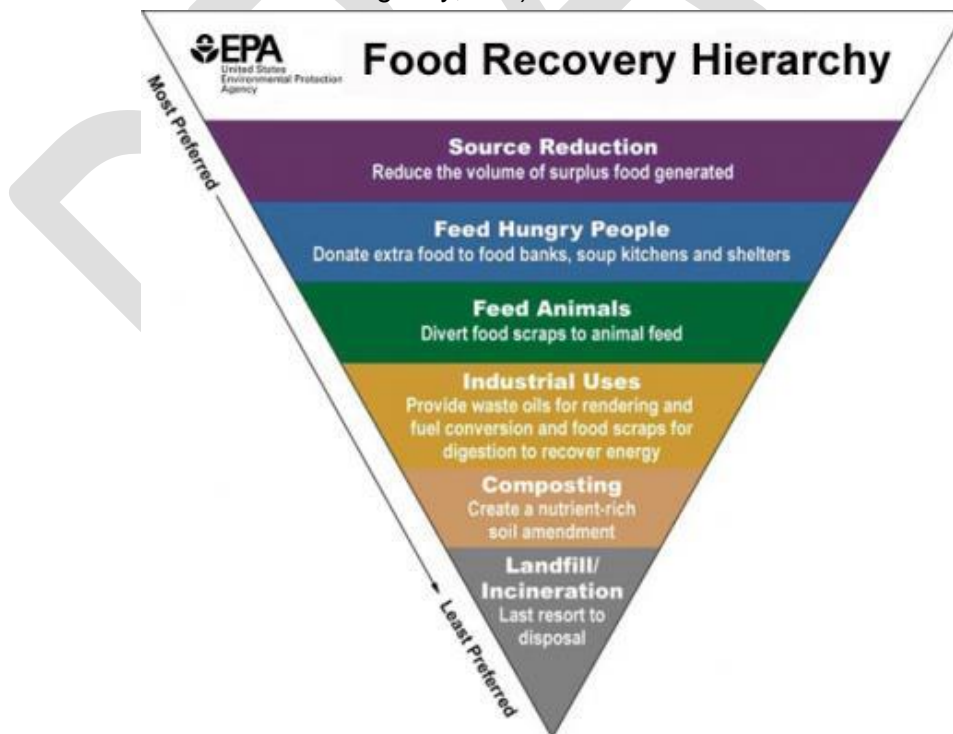 EPA
United States
Environmental Protection
Agency
Food Recovery Hierarchy
Most Preferred
Source Reduction
Reduce the volume of surplus food generated
Feed Hungry People
Donate extra food to food banks, soup kitchens and shelters
Feed Animals
Divert food scraps to animal feed
Industrial Uses
Provide waste oils for rendering and
fuel conversion and food scraps for
digestion to recover energy
Composting
Create a nutrient-rich
soil amendment
Landfill/
Incineration
Last resort to
disposal
Least Preferred